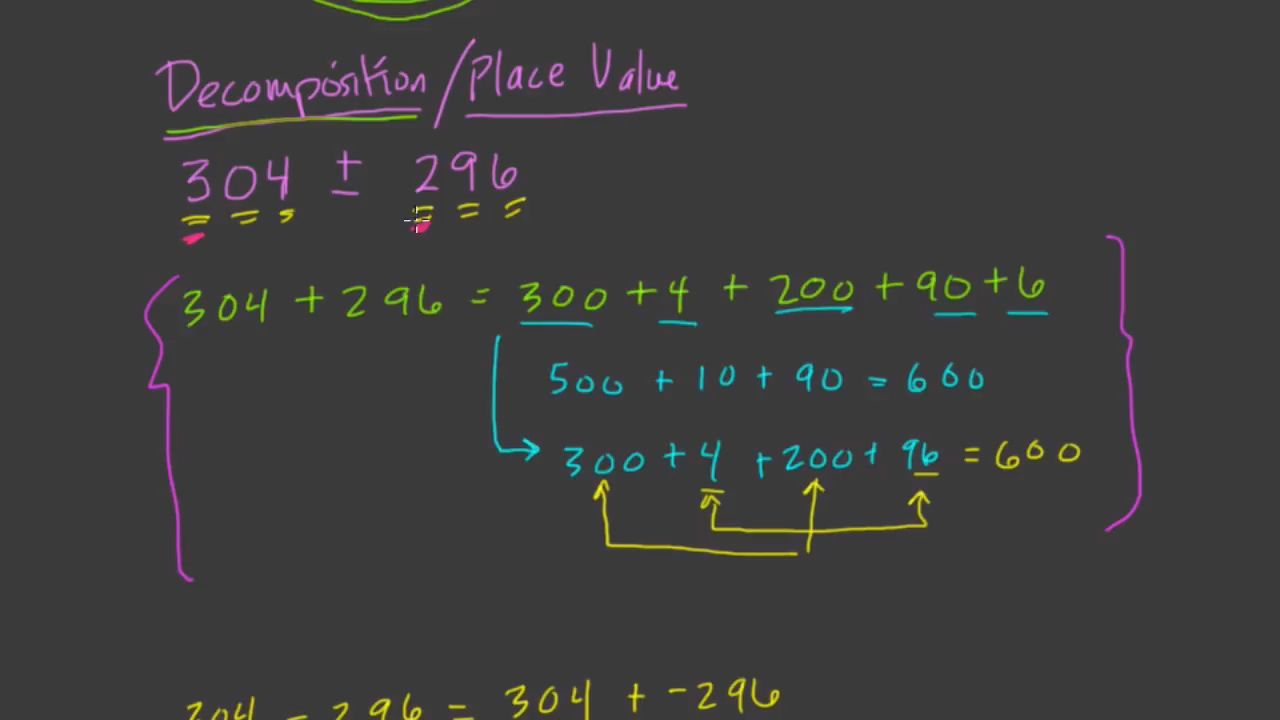 Decomposition/Place Value
304 ± 296
304 + 296 = 300 + 4 + 200 + 90 + 6
500 + 10 + 90 = 600
300 + 4 + 200 + 96 = 600
304 - 296 = 304 + -296